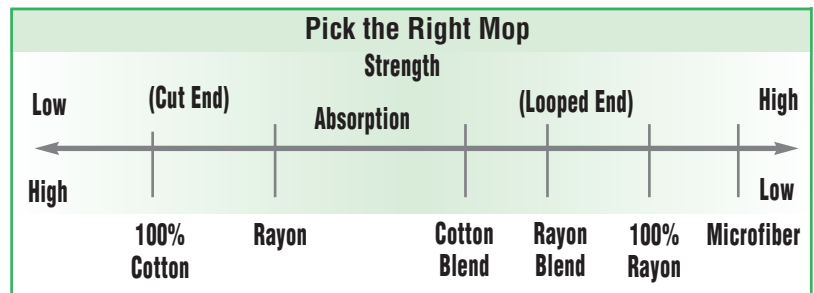 Pick the Right Mop
Strength
Low (Cut End) (Looped End) High
Absorption
High Low
100% Cotton Rayon Cotton Blend Rayon Blend 100% Rayon Microfiber